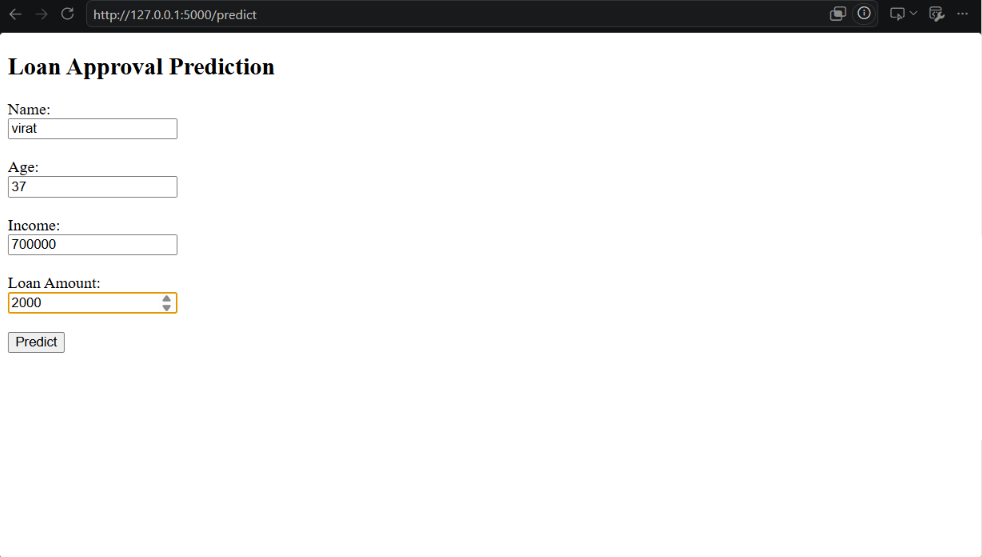 http://127.0.0.1:5000/predict
Loan Approval Prediction
Name:
virat
Age:
37
Income:
700000
Loan Amount:
2000
Predict